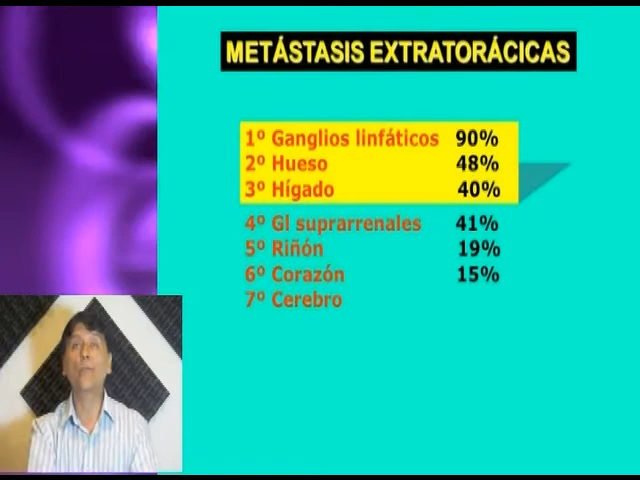 METÁSTASIS EXTRATORÁCICAS
1º Ganglios linfáticos 90%
2º Hueso 48%
3º Hígado 40%
4º Gl suprarrenales 41%
5º Riñón 19%
6º Corazón 15%
7º Cerebro